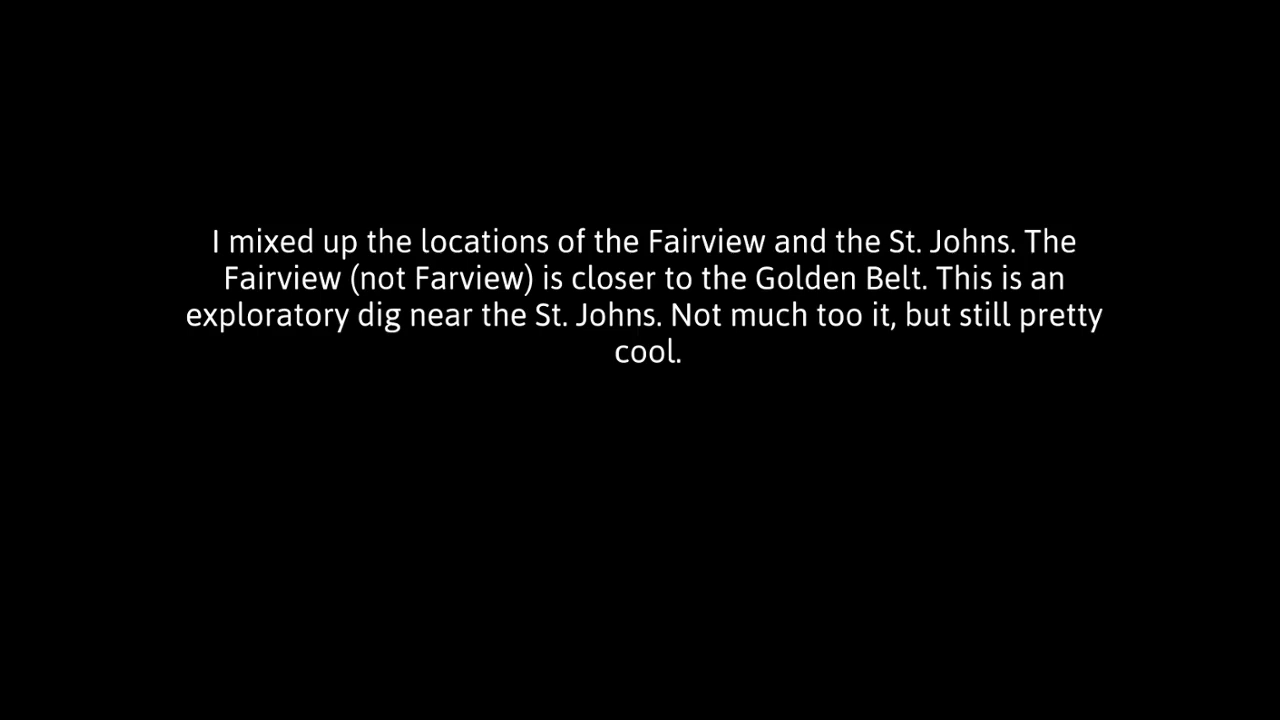 I mixed up the locations of the Fairview and the St. Johns. The
Fairview (not Farview) is closer to the Golden Belt. This is an
exploratory dig near the St. Johns. Not much too it, but still pretty
cool.